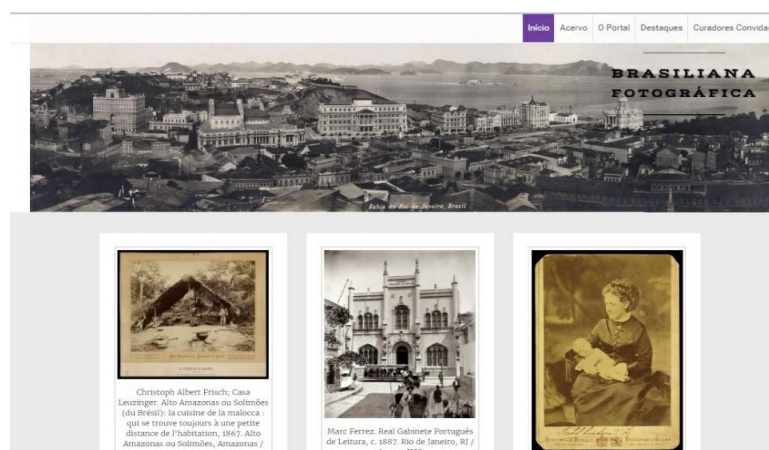 Início Acervo O Portal Destaques Curadores Convida
BRASILIANA
FOTOGRÁFICA
Bahia do Rio de Janeiro, Brasil
Christoph Albert Frisch; Casa
Leuzinger. Alto Amazonas ou Solimões
(du Brésil): la cuisine de la malocca :
qui se trouve toujours à une petite
distance de l'habitation, 1867. Alto
Amazonas ou Solimões, Amazonas /
Marc Ferrez. Real Gabinete Português
de Leitura, c. 1887. Rio de Janeiro, RJ /